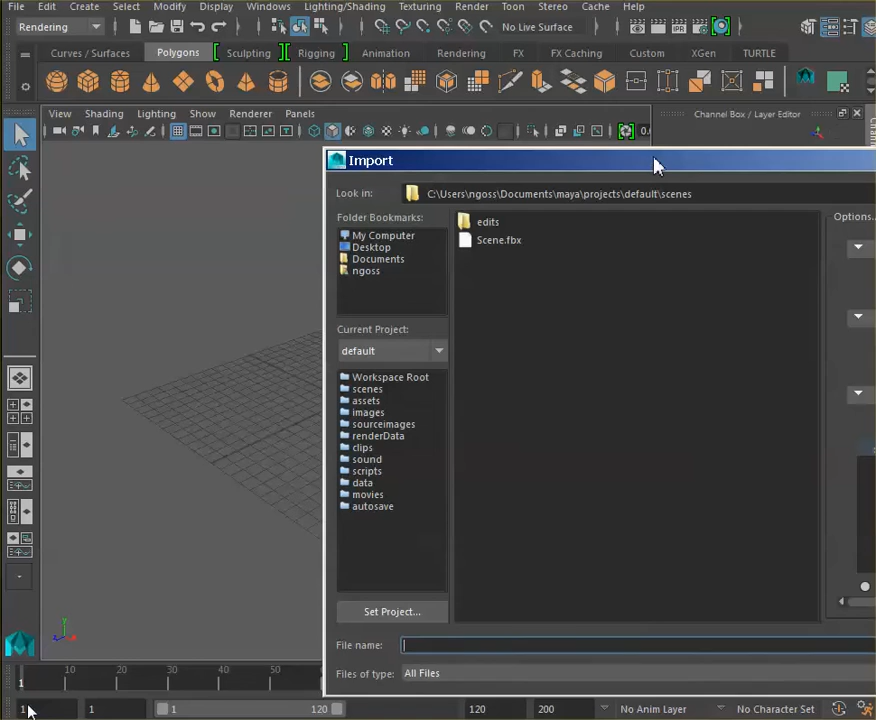 File Edit Create Select Modify Display Windows Lighting/Shading Texturing Render Toon Stereo Cache Help
Rendering No Live Surface
Curves / Surfaces Polygons Sculpting Rigging Animation Rendering FX FX Caching Custom XGen TURTLE
View Shading Lighting Show Renderer Panels
Channel Box / Layer Editor
Import
Look in: C:\Users\ngoss\Documents\maya\projects\default\scenes
Folder Bookmarks:
Options...
My Computer
Desktop
Documents
ngoss
edits
Scene.fbx
Current Project:
default
Workspace Root
scenes
assets
images
sourceimages
renderData
clips
sound
scripts
data
movies
autosave
Set Project...
File name:
Files of type: All Files
1 10 20 30 40 50
1 1 1 120 120 200 No Anim Layer No Character Set